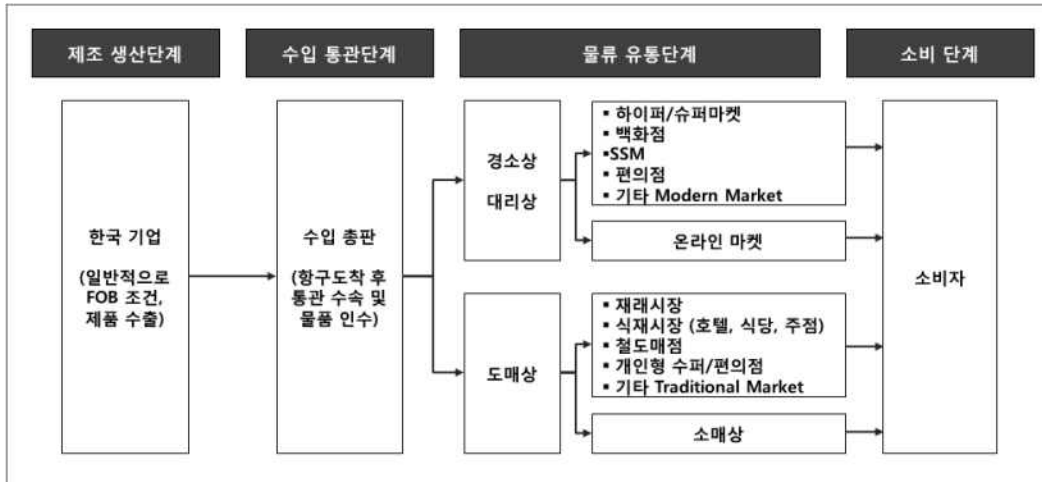 제조 생산단계
수입 통관단계
물류 유통단계
소비 단계
한국 기업
(일반적으로
FOB 조건,
제품 수출)
수입 총판
(항구도착 후
통관 수속 및
물품 인수)
경소상
대리상
▪ 하이퍼/슈퍼마켓
▪ 백화점
▪SSM
▪ 편의점
▪ 기타 Modern Market
온라인 마켓
도매상
▪ 재래시장
▪ 식재시장 (호텔, 식당, 주점)
▪ 철도매점
▪ 개인형 수퍼/편의점
▪ 기타 Traditional Market
소매상
소비자